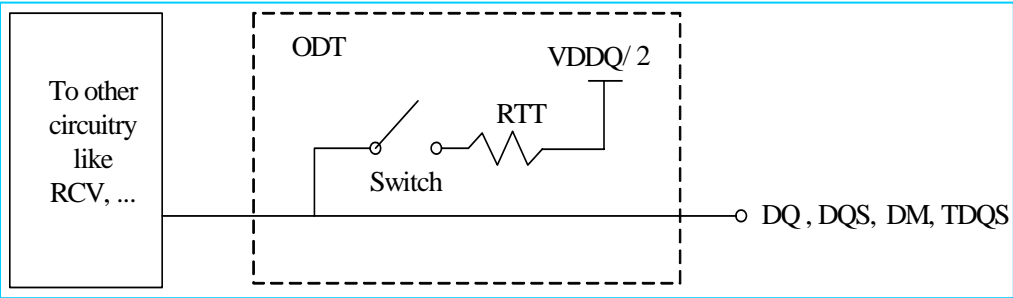 To other
circuitry
like
RCV, ...
ODT
VDDQ/ 2
RTT
Switch
DQ , DQS, DM, TDQS